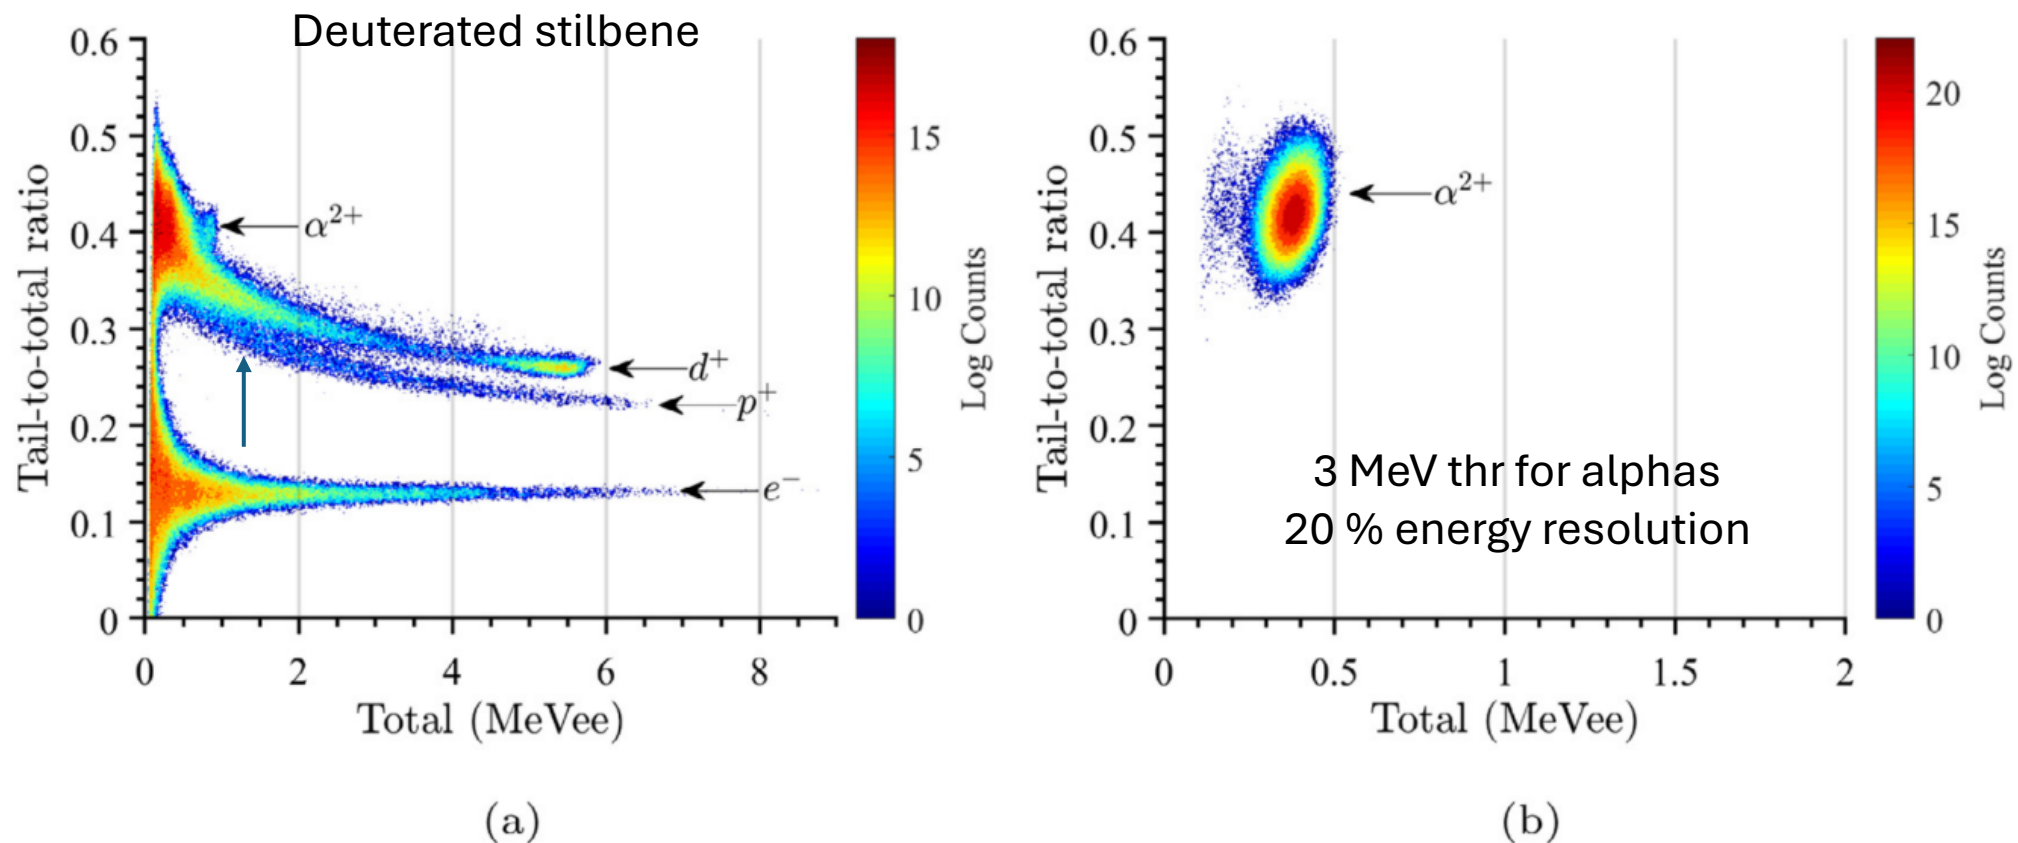 Deuterated stilbene
Tail-to-total ratio
0.6
0.5
0.4
0.3
0.2
0.1
0
0 2 4 6 8
Total (MeVee)
α²⁺
d⁺
p⁺
e⁻
15
10
5
0
Log Counts
(a)
Tail-to-total ratio
0.6
0.5
0.4
0.3
0.2
0.1
0
0 0.5 1 1.5 2
Total (MeVee)
α²⁺
3 MeV thr for alphas
20 % energy resolution
20
15
10
5
0
Log Counts
(b)